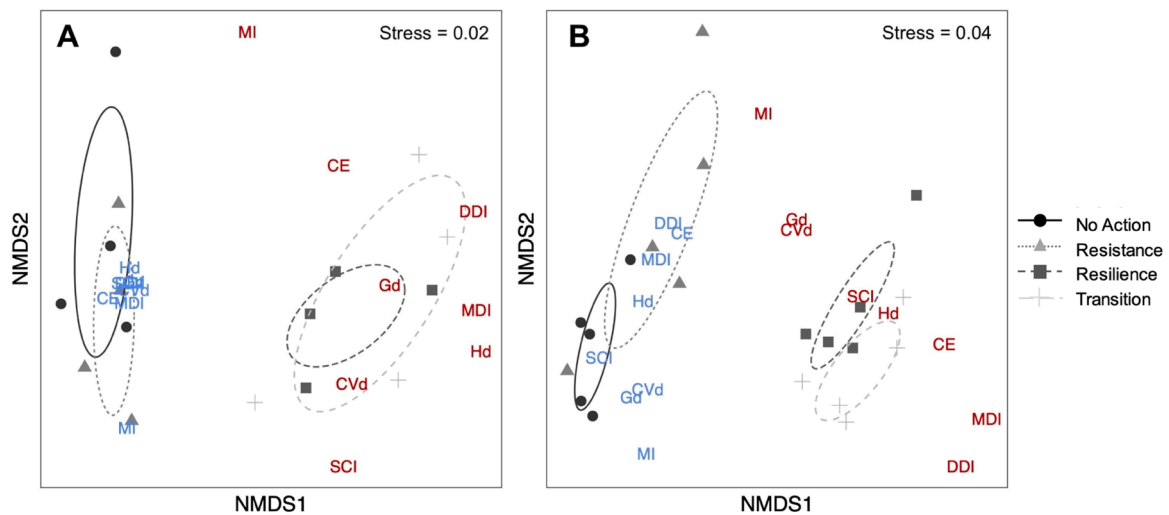 A
MI
Stress = 0.02
CE
DDI
Hd
CVd
CE
MDI
Gd
MDI
Hd
CVd
MI
SCI
NMDS2
NMDS1
B
Stress = 0.04
MI
DDI
CE
Gd
CVd
MDI
Hd
SCI
Hd
SCI
CE
CVd
Gd
MDI
MI
DDI
NMDS2
NMDS1
No Action
Resistance
Resilience
Transition